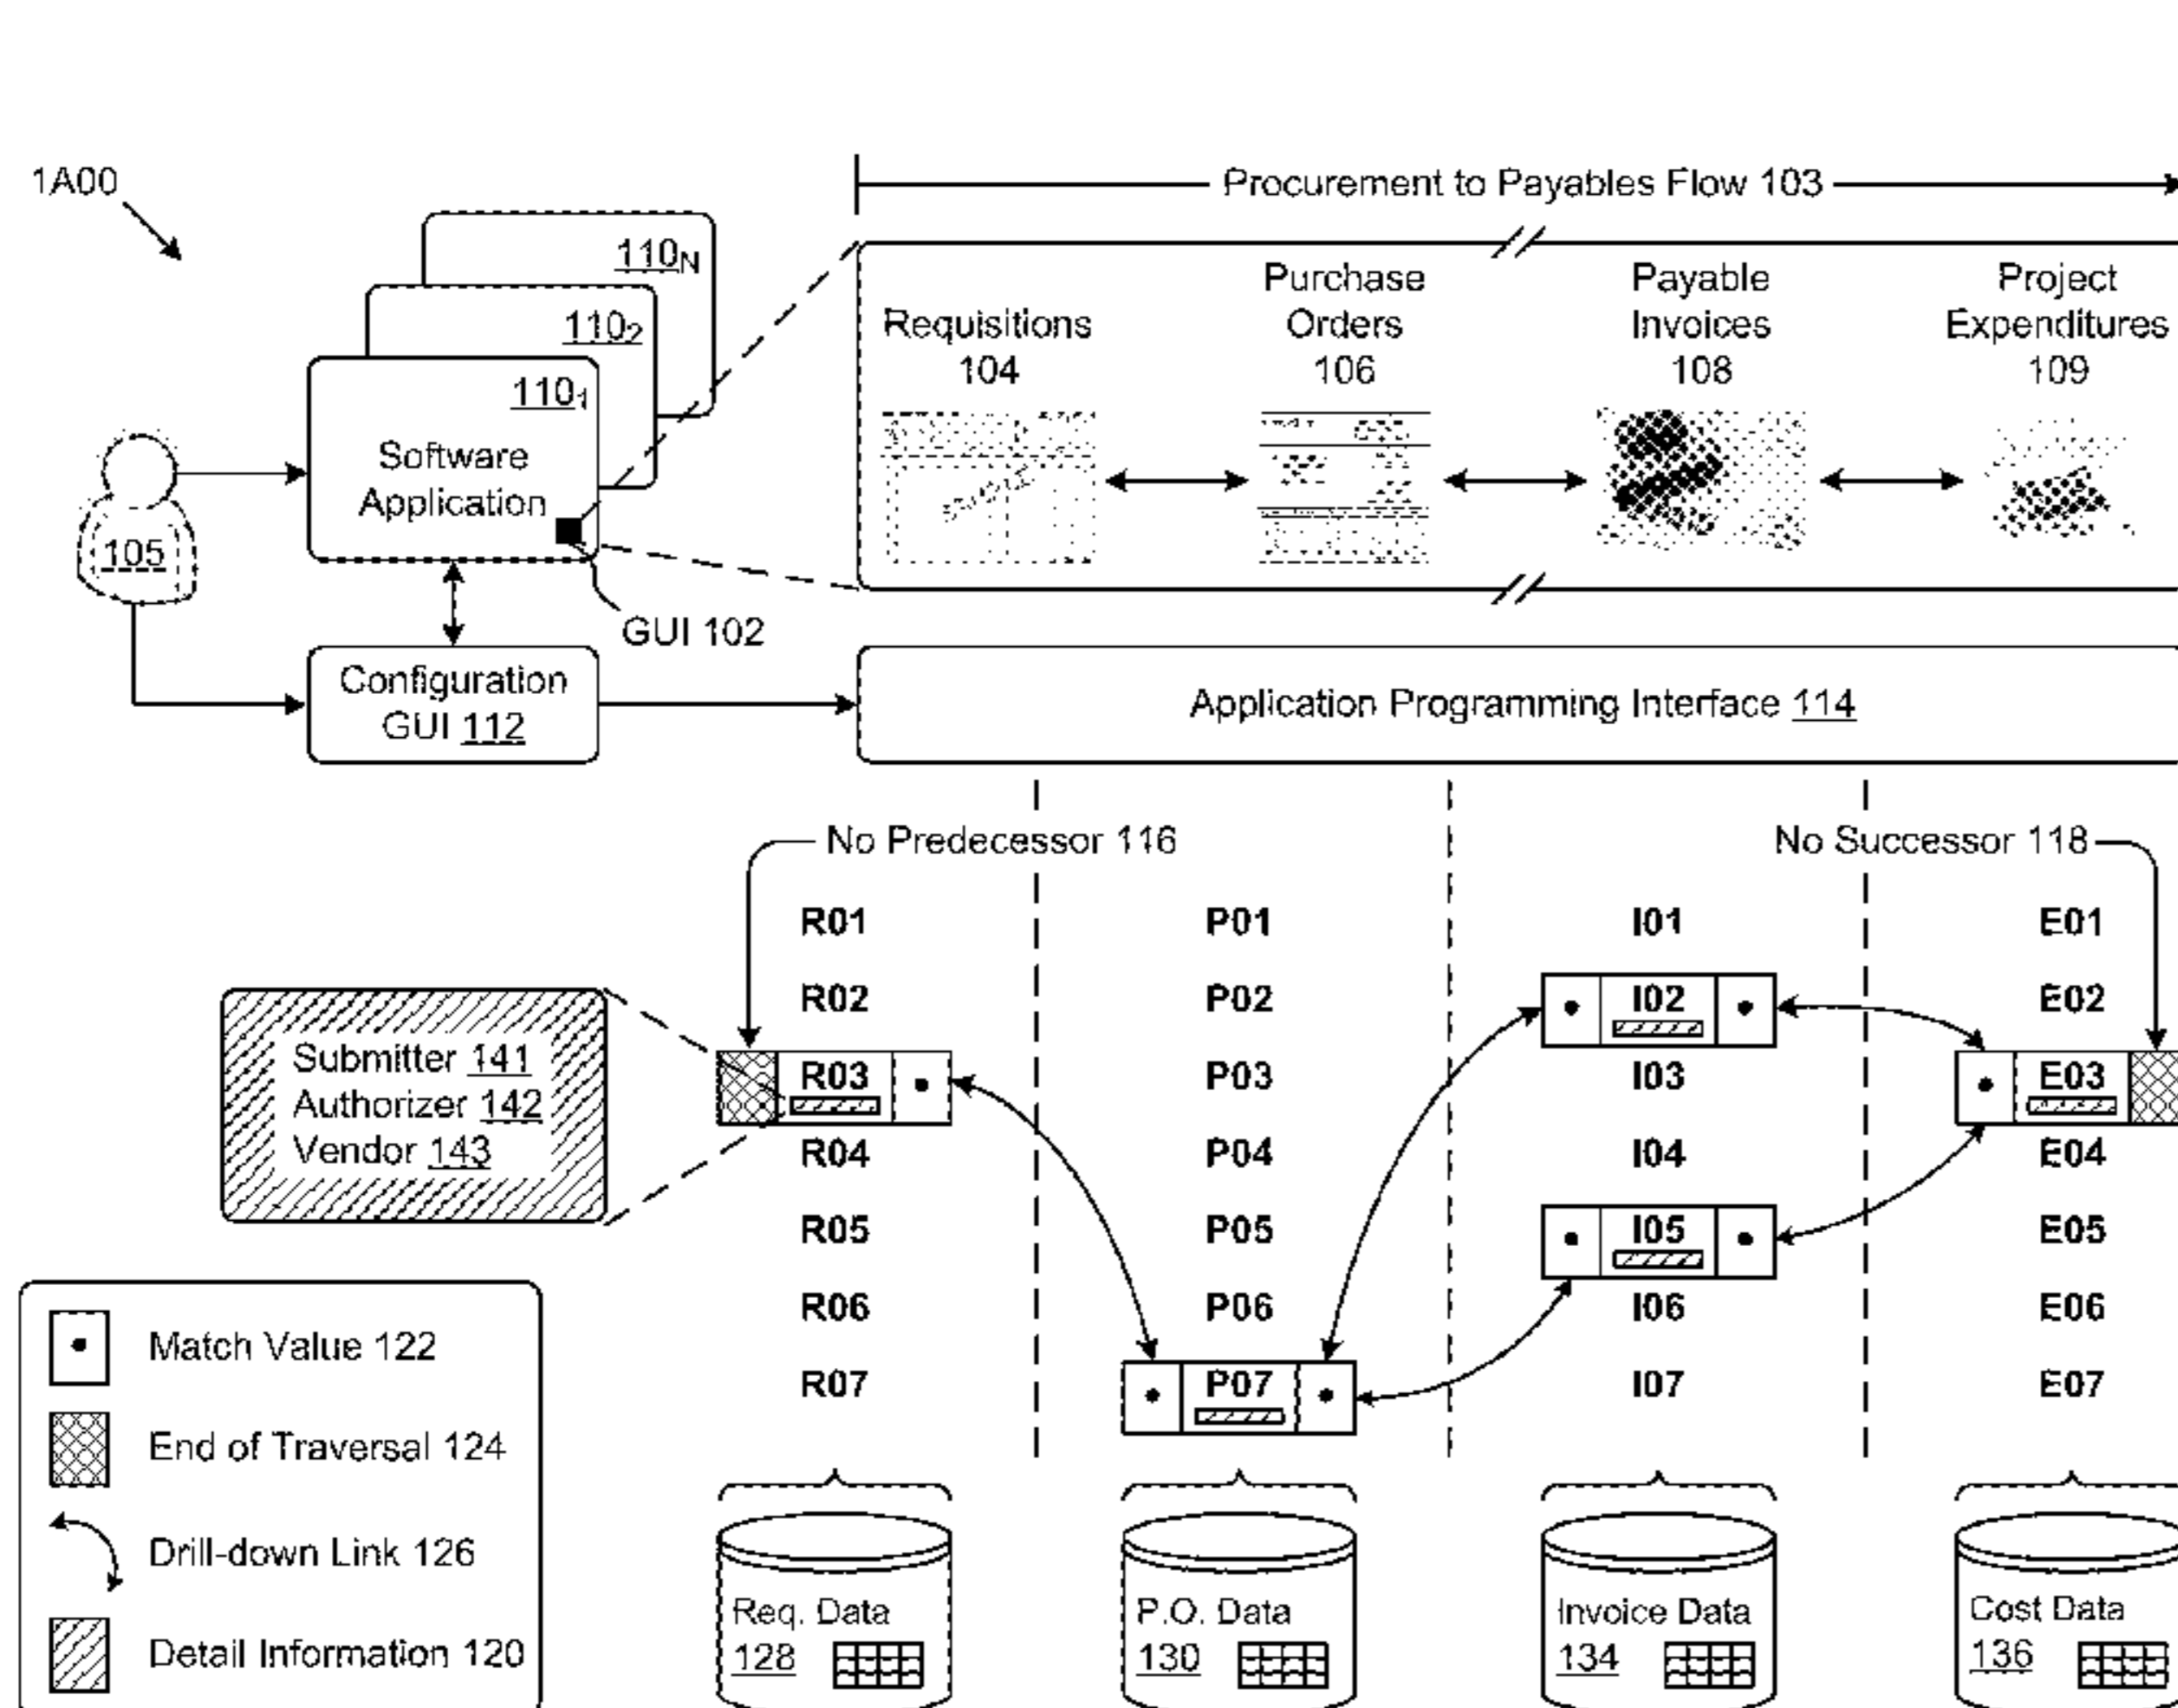 1A00
Procurement to Payables Flow 103
110N
1102
1101
Software
Application
105
GUI 102
Requisitions
104
Purchase
Orders
106
Payable
Invoices
108
Project
Expenditures
109
Configuration
GUI 112
Application Programming Interface 114
No Predecessor 116
No Successor 118
R01 P01 I01 E01
R02 P02 I02 E02
R03 P03 I03 E03
R04 P04 I04 E04
R05 P05 I05 E05
R06 P06 I06 E06
R07 P07 I07 E07
Submitter 141
Authorizer 142
Vendor 143
Match Value 122
End of Traversal 124
Drill-down Link 126
Detail Information 120
Req. Data
128
P.O. Data
130
Invoice Data
134
Cost Data
136